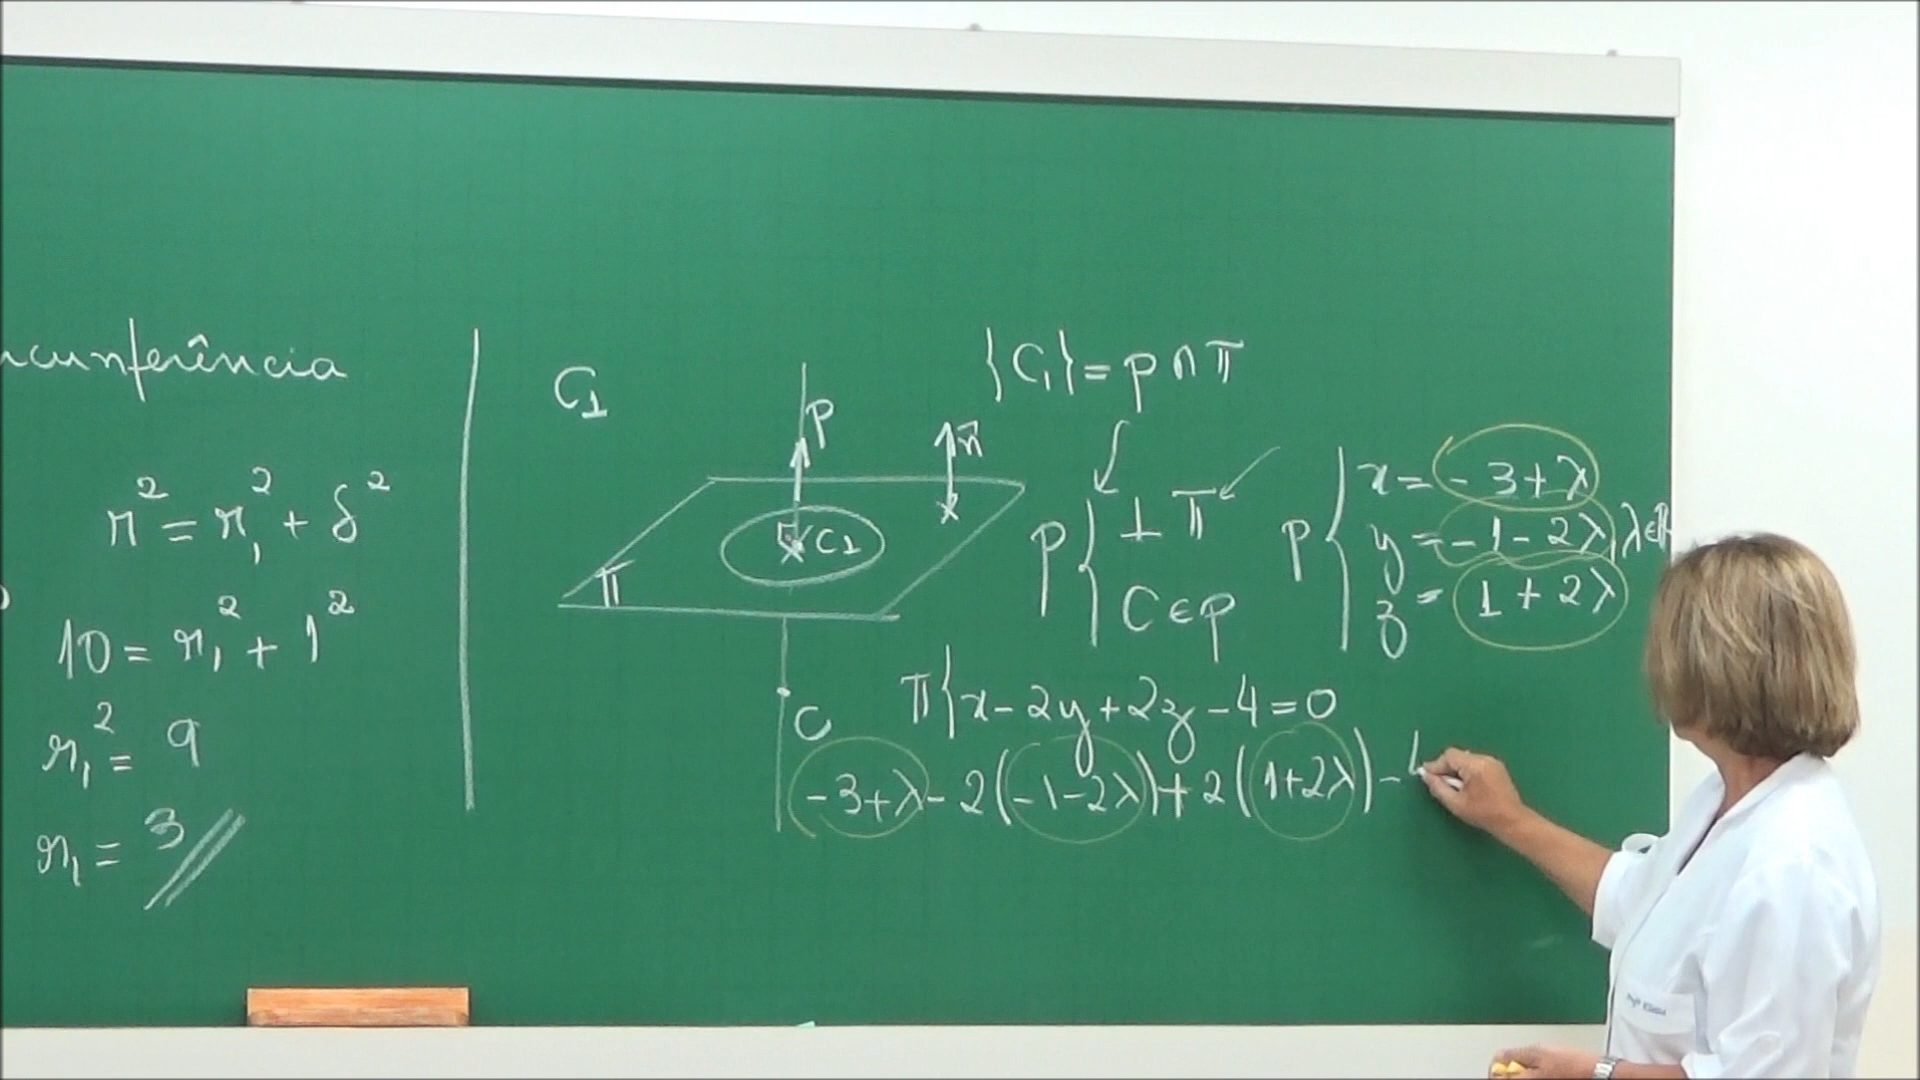 r² = r₁² + δ²
10 = r₁² + 1²
r₁² = 9
r₁ = 3
C₁
p
n⃗
C₁
π
C
{C₁} = p ∩ π
p { ⊥ π
C ∈ p
p { x = -3 + λ
y = -1 - 2λ, λ ∈
z = 1 + 2λ
π { x - 2y + 2z - 4 = 0
-3+λ - 2(-1-2λ) + 2(1+2λ) - 4